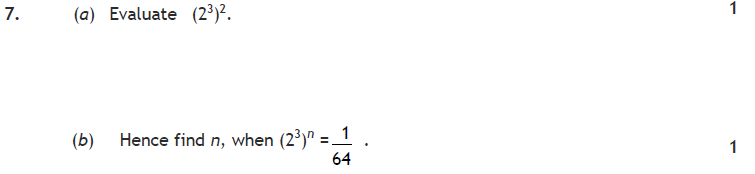 7. (a) Evaluate (2³)². 1
(b) Hence find n, when (2³)ⁿ = 1/64 . 1